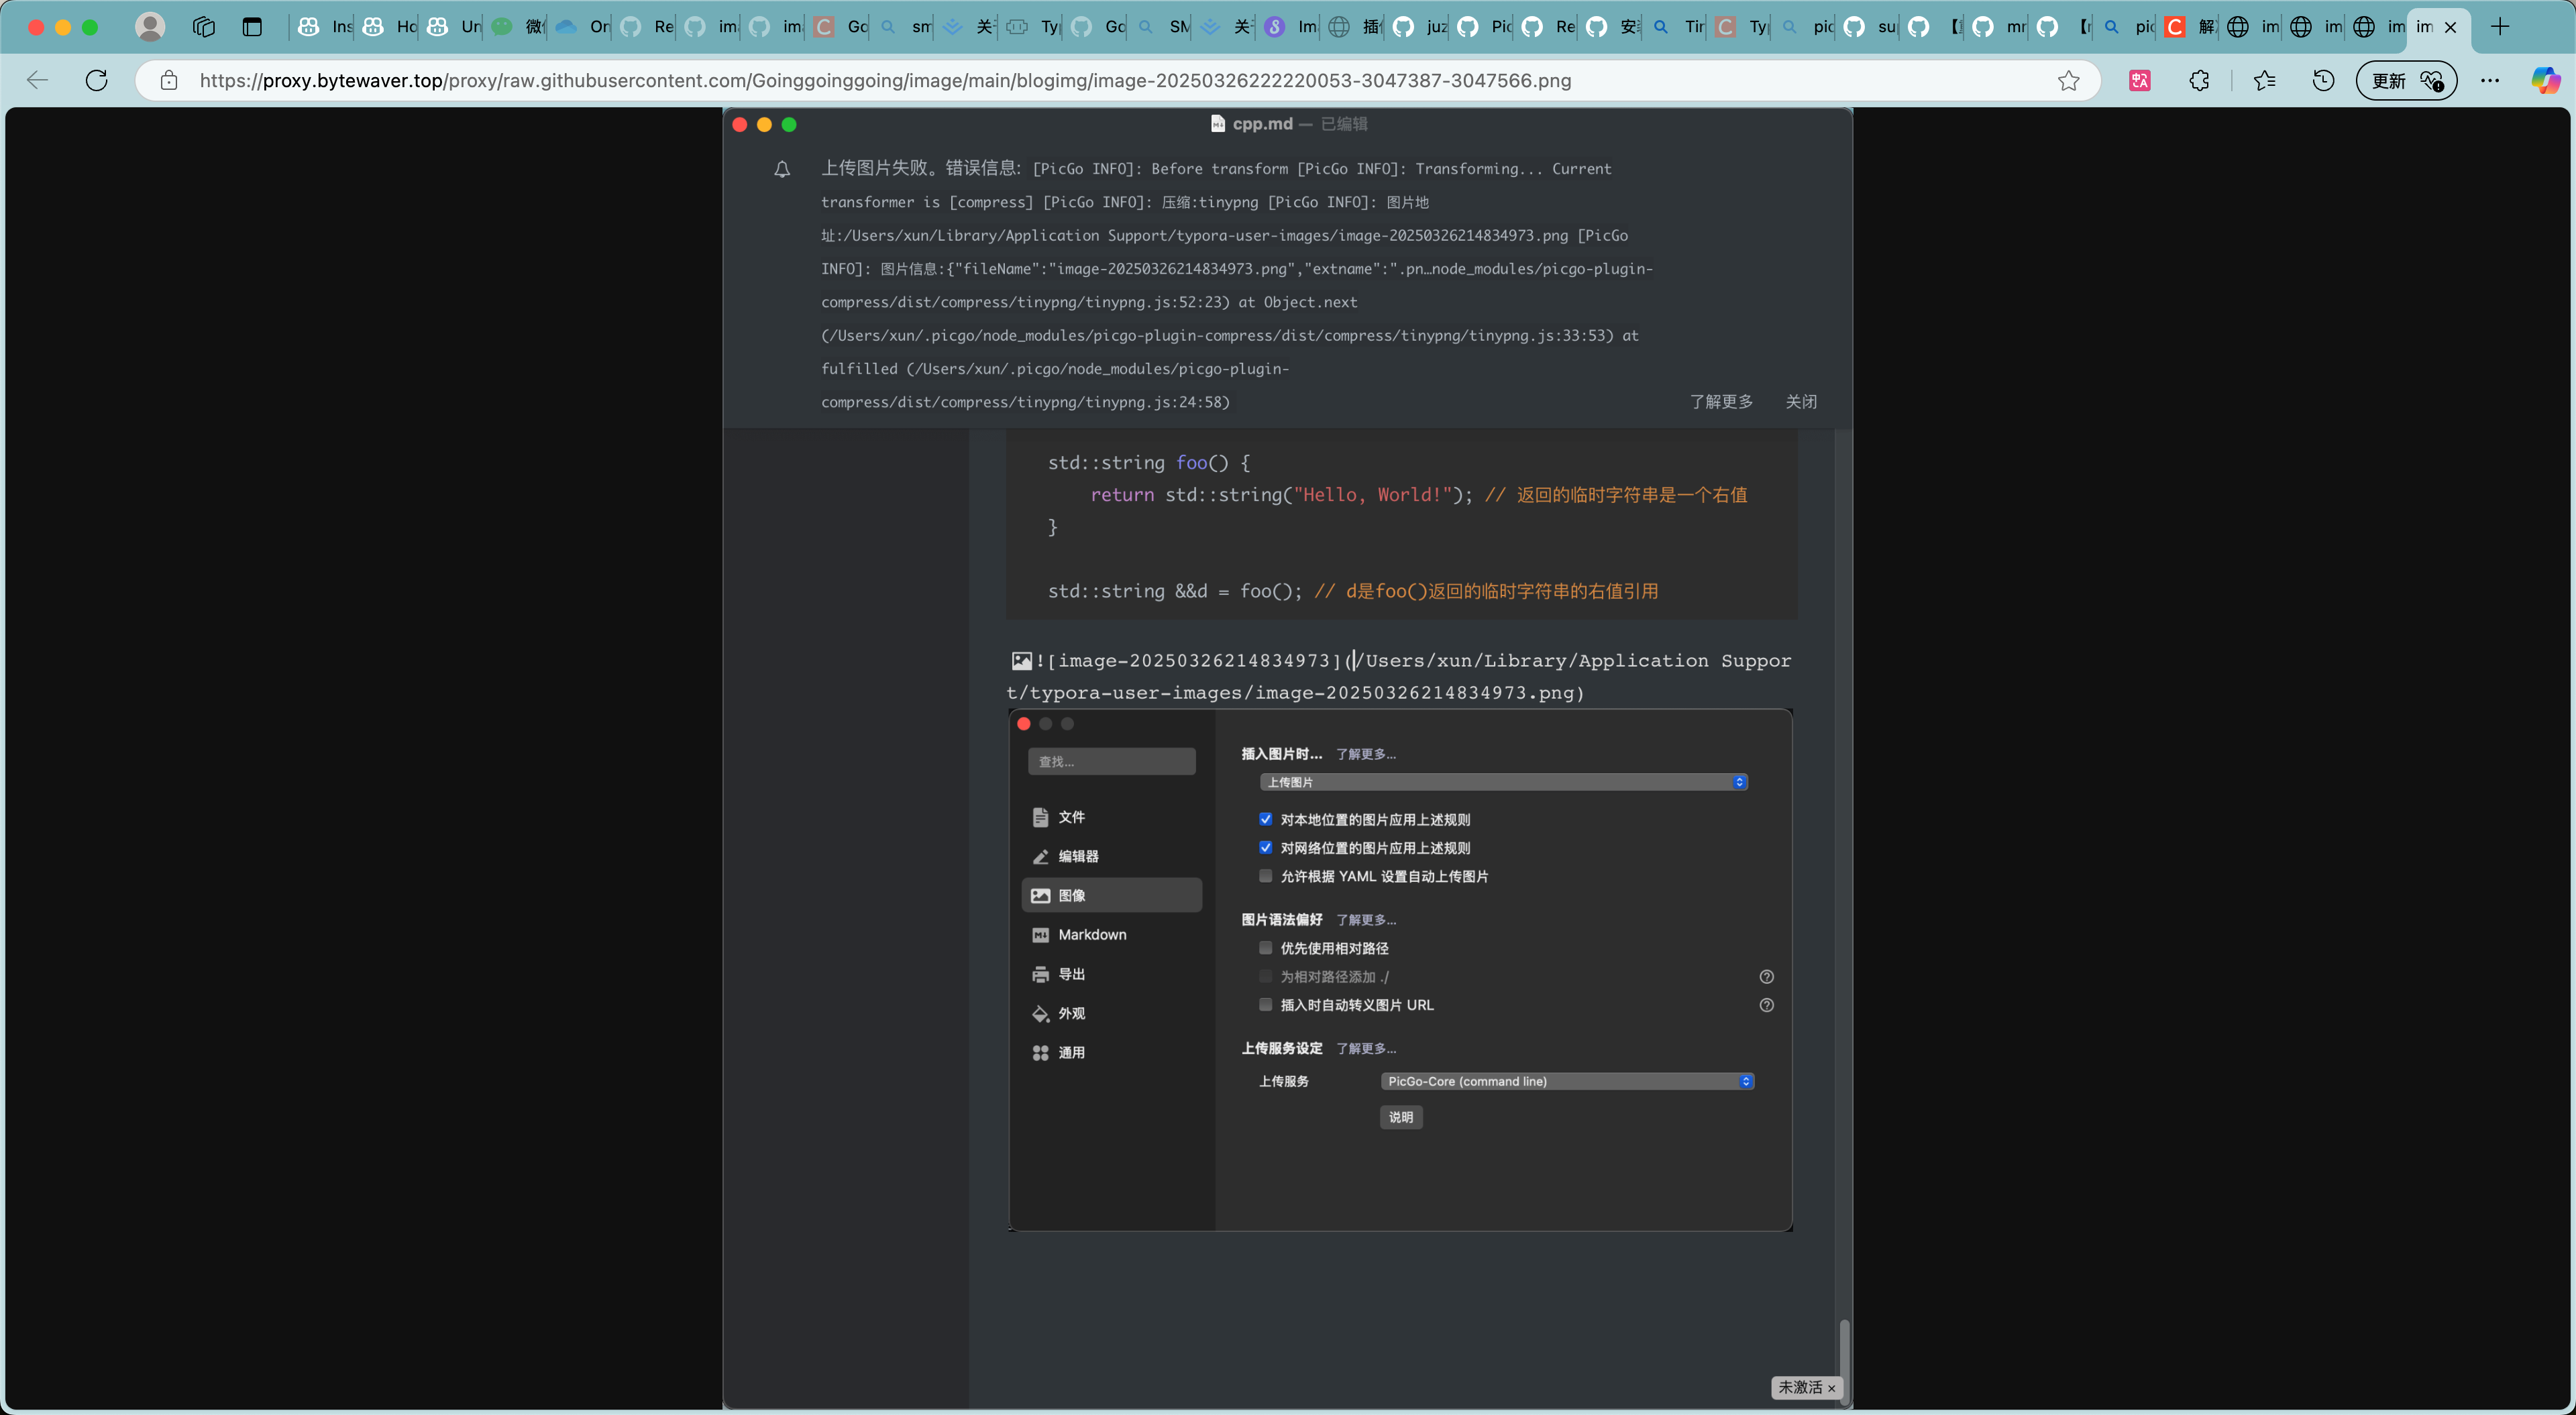 Ins
Ho
Un
微信
On
Re
im
im
Go
sm
关于
Ty
Go
SM
关于
Im
插件
juz
Pic
Re
安装
Tin
Typ
pic
su
mr
pic
解决
im
im
im
im
https://proxy.bytewaver.top/proxy/raw.githubusercontent.com/Goinggoinggoing/image/main/blogimg/image-20250326222220053-3047387-3047566.png
更新
cpp.md — 已编辑
上传图片失败。错误信息: [PicGo INFO]: Before transform [PicGo INFO]: Transforming... Current
transformer is [compress] [PicGo INFO]: 压缩:tinypng [PicGo INFO]: 图片地
址:/Users/xun/Library/Application Support/typora-user-images/image-20250326214834973.png [PicGo
INFO]: 图片信息:{"fileName":"image-20250326214834973.png","extname":".pn…node_modules/picgo-plugin-
compress/dist/compress/tinypng/tinypng.js:52:23) at Object.next
(/Users/xun/.picgo/node_modules/picgo-plugin-compress/dist/compress/tinypng/tinypng.js:33:53) at
fulfilled (/Users/xun/.picgo/node_modules/picgo-plugin-
compress/dist/compress/tinypng/tinypng.js:24:58)
了解更多 关闭
std::string foo() {
return std::string("Hello, World!"); // 返回的临时字符串是一个右值
}
std::string &&d = foo(); // d是foo()返回的临时字符串的右值引用
![image-20250326214834973](/Users/xun/Library/Application Suppor
t/typora-user-images/image-20250326214834973.png)
查找...
文件
编辑器
图像
Markdown
导出
外观
通用
插入图片时... 了解更多...
上传图片
对本地位置的图片应用上述规则
对网络位置的图片应用上述规则
允许根据 YAML 设置自动上传图片
图片语法偏好 了解更多...
优先使用相对路径
为相对路径添加 ./
插入时自动转义图片 URL
上传服务设定 了解更多...
上传服务 PicGo-Core (command line)
说明
未激活 ×